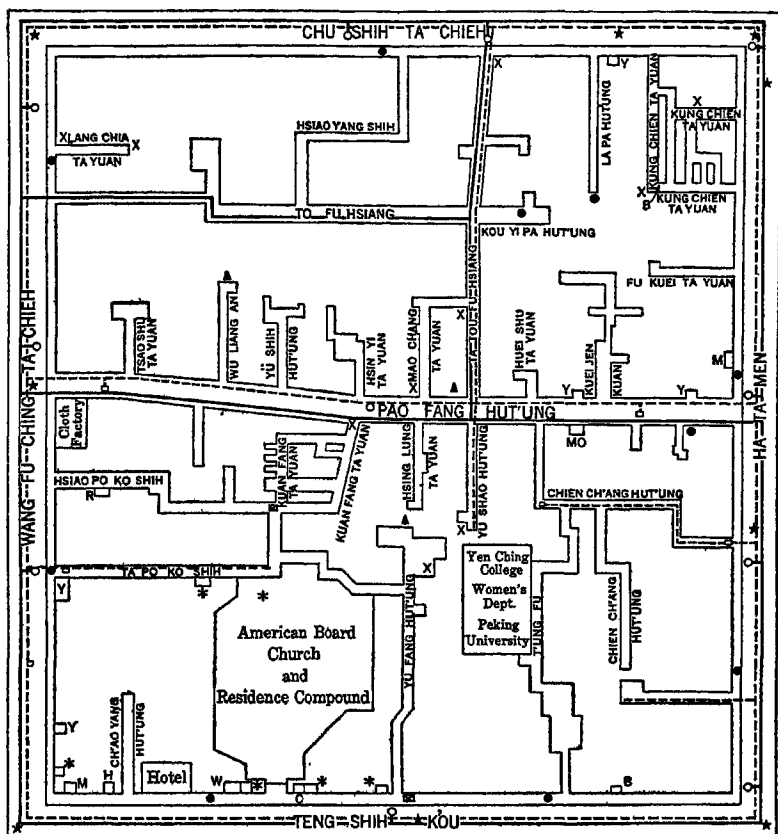 CHU SHIH TA CHIEH
X
Y
X
HSIAO YANG SHIH
LA PA HUT'UNG
KUNG CHIEN TA YUAN
KUNG CHIEN
TA YUAN
X
LANG CHIA
X
TA YUAN
X
B
KUNG CHIEN
TA YUAN
TO FU HSIANG
KOU YI PA HUT'UNG
FU KUEI TA YUAN
TSAO SHU
TA YUAN
WU LIANG AN
YÜ SHIH
HUT'UNG
HSIN YI
TA YUAN
MAO CHANG
TA YUAN
X
X
TA TOU FU HSIANG
HUEI SHU
TA YUAN
KUEI JEN
KUAN
M
Y
Y
WANG FU CHING TA CHIEH
HA TA MEN
PAO FANG HUT'UNG
Cloth
Factory
X
MO
KUAN FANG
TA YUAN
KUAN FANG TA YUAN
HSING LUNG
TA YUAN
YU SHAO HUT'UNG
X
HSIAO PO KO SHIH
R
CHIEN CH'ANG HUT'UNG
TA PO KO SHIH
Y
X
Yen Ching
College
Women's
Dept.
Peking
University
YU FANG HUT'UNG
T'UNG FU
CHIEN CH'ANG
HUT'UNG
American Board
Church
and
Residence Compound
CH'AO YANG
HUT'UNG
Y
M
H
Hotel
W
B
TENG SHIH KOU